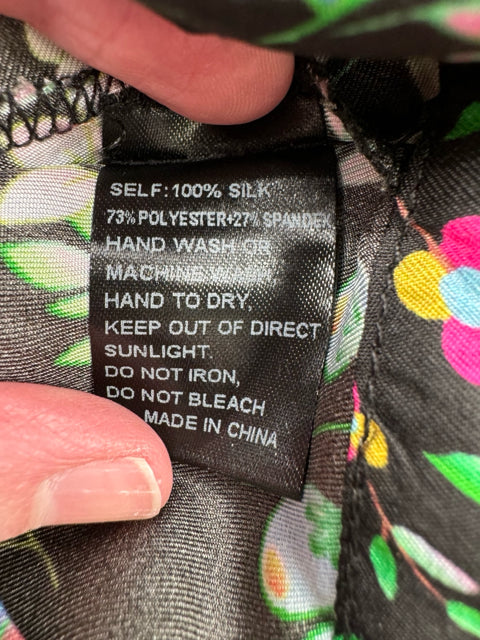 SELF: 100% SILK
73% POLYESTER+27% SPANDEX
HAND WASH OR
MACHINE WASH
HAND TO DRY,
KEEP OUT OF DIRECT
SUNLIGHT.
DO NOT IRON,
DO NOT BLEACH
MADE IN CHINA